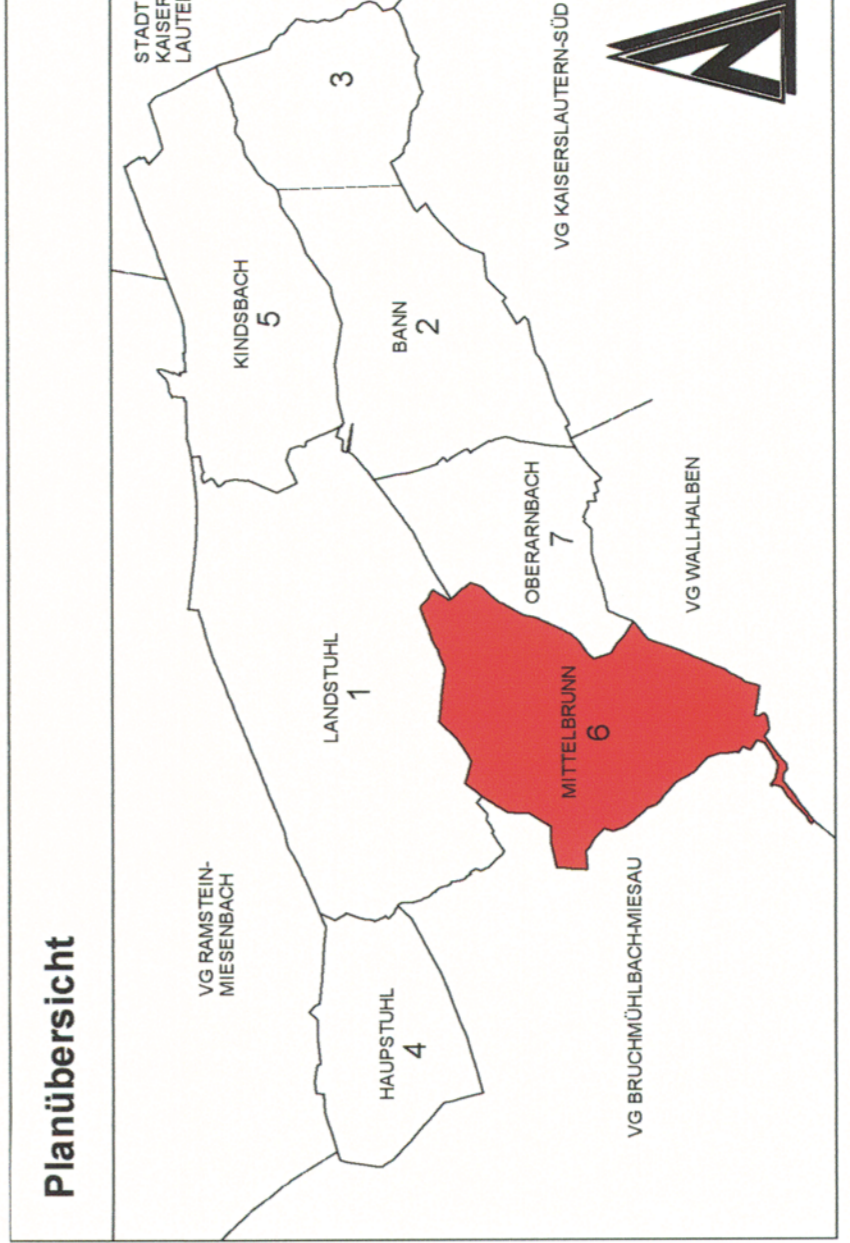 Planübersicht
STADT
KAISER
LAUTER
3
VG RAMSTEIN-
MIESENBACH
KINDSBACH
5
LANDSTUHL
1
BANN
2
HAUPSTUHL
4
OBERARNBACH
7
MITTELBRUNN
6
VG KAISERSLAUTERN-SÜD
VG WALLHALBEN
VG BRUCHMÜHLBACH-MIESAU
N